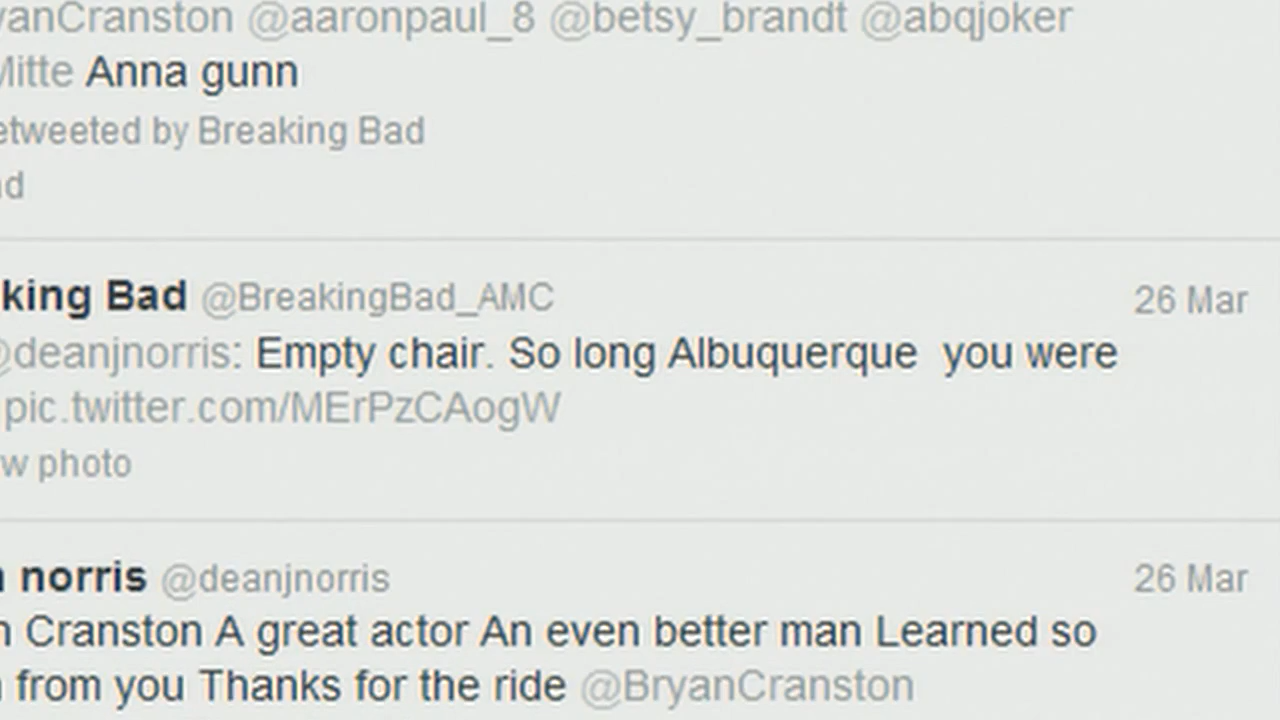 yanCranston @aaronpaul_8 @betsy_brandt @abqjoker
Mitte Anna gunn
etweeted by Breaking Bad
ad
king Bad @BreakingBad_AMC 26 Mar
@deanjnorris: Empty chair. So long Albuquerque you were
pic.twitter.com/MErPzCAogW
w photo
norris @deanjnorris 26 Mar
n Cranston A great actor An even better man Learned so
from you Thanks for the ride @BryanCranston